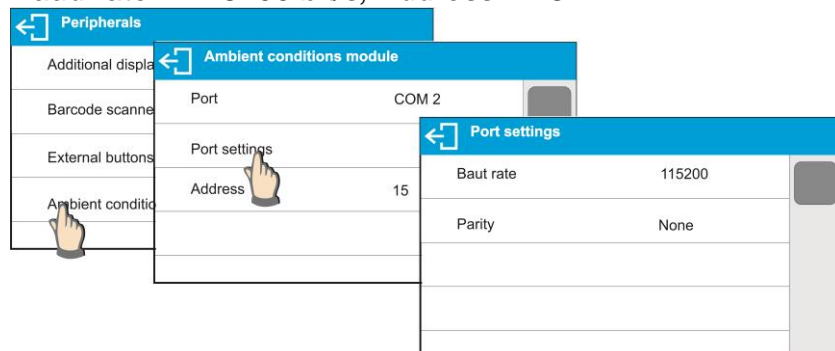 Peripherals
Additional displa
Barcode scanne
External buttons
Ambient conditio
Ambient conditions module
Port COM 2
Port settings
Address 15
Port settings
Baut rate 115200
Parity None